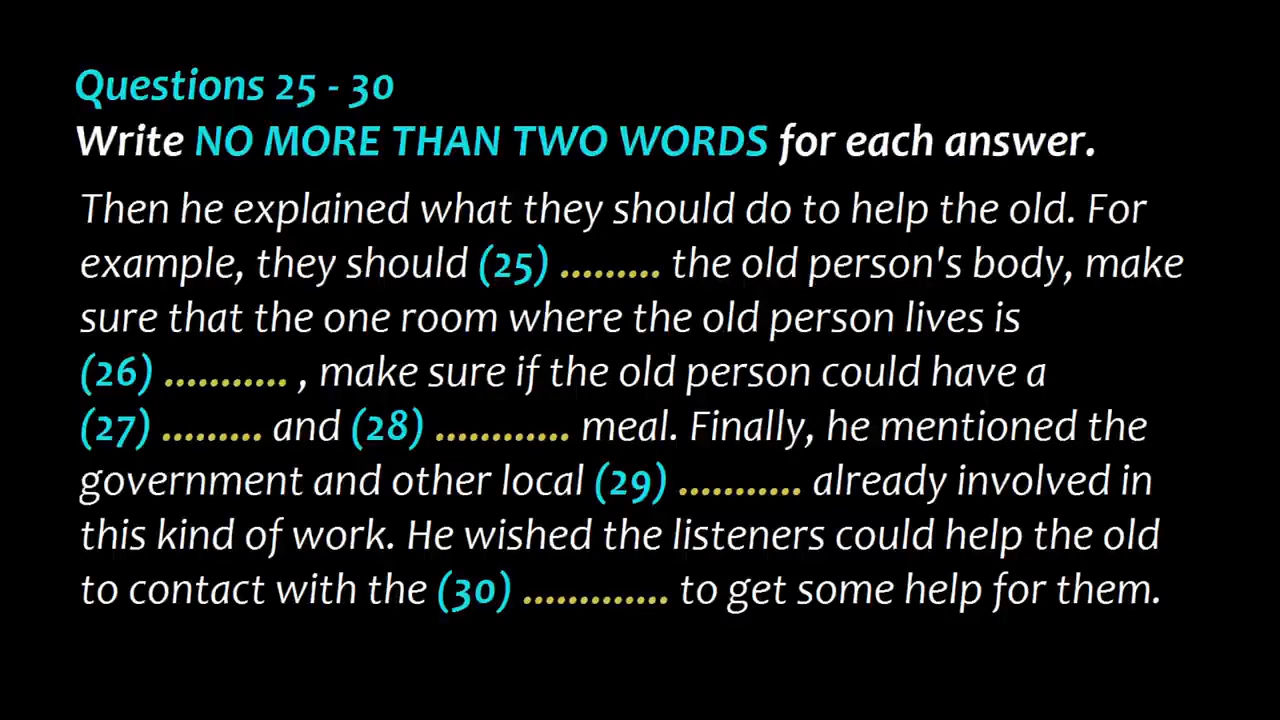 Questions 25 - 30
Write NO MORE THAN TWO WORDS for each answer.
Then he explained what they should do to help the old. For
example, they should (25) ......... the old person's body, make
sure that the one room where the old person lives is
(26) ........... , make sure if the old person could have a
(27) ......... and (28) ............ meal. Finally, he mentioned the
government and other local (29) ........... already involved in
this kind of work. He wished the listeners could help the old
to contact with the (30) ............. to get some help for them.